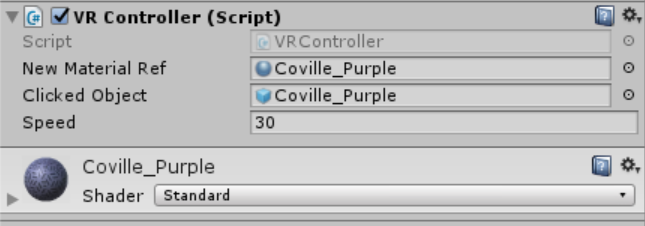 VR Controller (Script)
Script VRController
New Material Ref Coville_Purple
Clicked Object Coville_Purple
Speed 30
Coville_Purple
Shader Standard